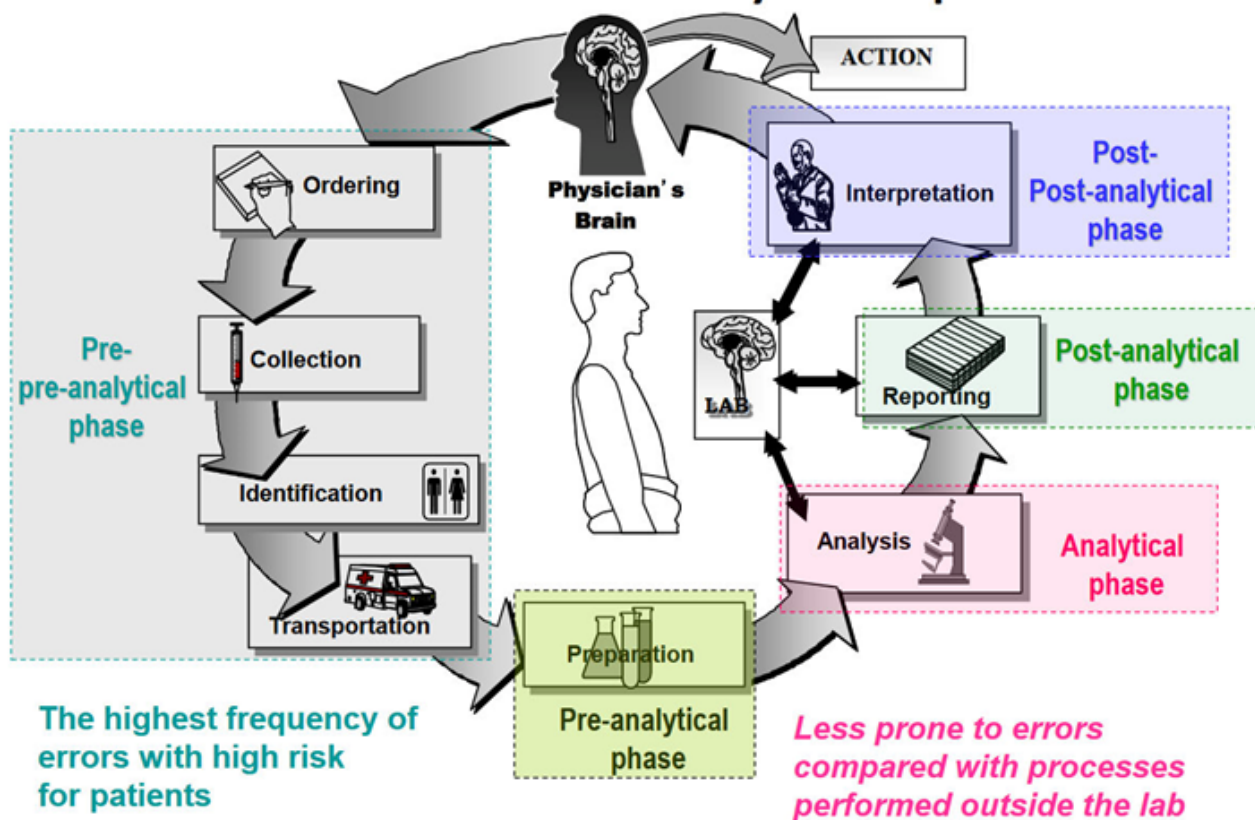 ACTION
Physician's
Brain
Ordering
Collection
Identification
Transportation
Pre-
pre-analytical
phase
The highest frequency of
errors with high risk
for patients
Preparation
Pre-analytical
phase
Analysis
Analytical
phase
Less prone to errors
compared with processes
performed outside the lab
LAB
Reporting
Post-analytical
phase
Interpretation
Post-
Post-analytical
phase